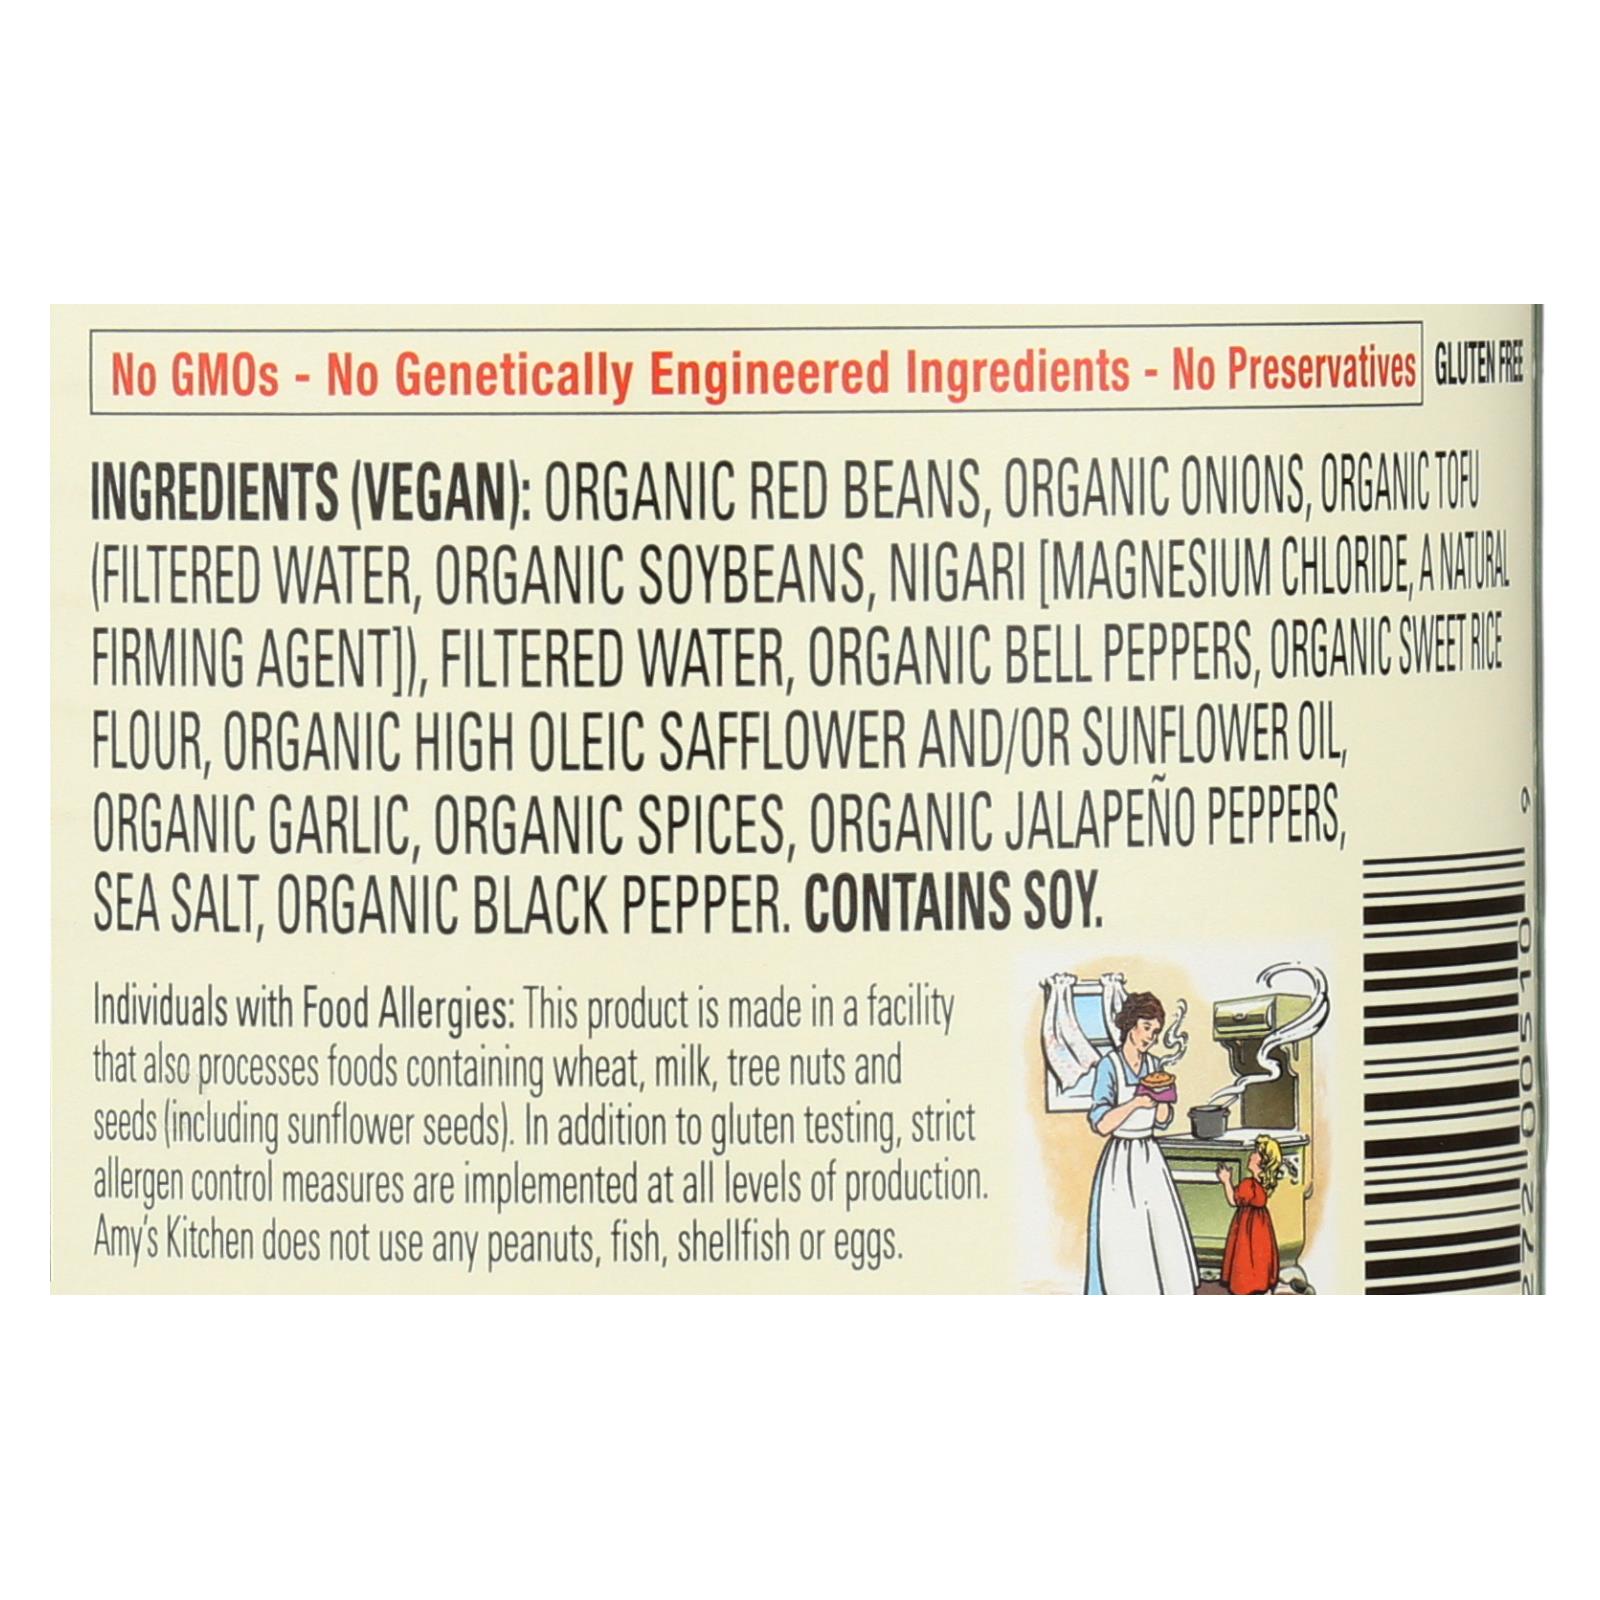 No GMOs - No Genetically Engineered Ingredients - No Preservatives GLUTEN FREE
INGREDIENTS (VEGAN): ORGANIC RED BEANS, ORGANIC ONIONS, ORGANIC TOFU
(FILTERED WATER, ORGANIC SOYBEANS, NIGARI [MAGNESIUM CHLORIDE, A NATURAL
FIRMING AGENT]), FILTERED WATER, ORGANIC BELL PEPPERS, ORGANIC SWEET RICE
FLOUR, ORGANIC HIGH OLEIC SAFFLOWER AND/OR SUNFLOWER OIL,
ORGANIC GARLIC, ORGANIC SPICES, ORGANIC JALAPEÑO PEPPERS,
SEA SALT, ORGANIC BLACK PEPPER. CONTAINS SOY.
Individuals with Food Allergies: This product is made in a facility
that also processes foods containing wheat, milk, tree nuts and
seeds (including sunflower seeds). In addition to gluten testing, strict
allergen control measures are implemented at all levels of production.
Amy's Kitchen does not use any peanuts, fish, shellfish or eggs.
272 00510 9